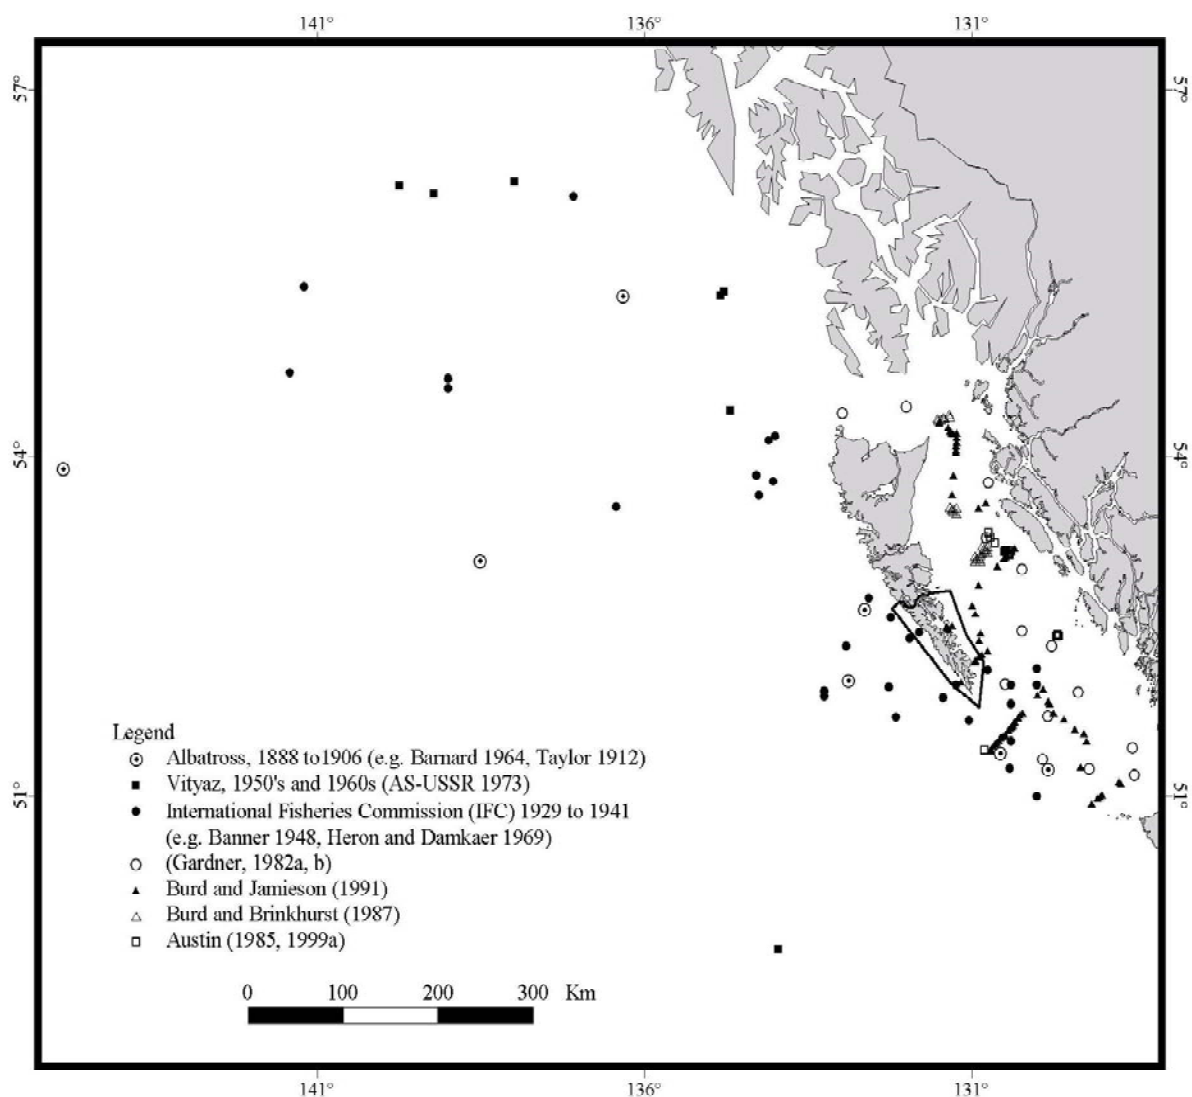 141° 136° 131°
57° 57°
54° 54°
51° 51°
Legend
Albatross, 1888 to1906 (e.g. Barnard 1964, Taylor 1912)
Vityaz, 1950's and 1960s (AS-USSR 1973)
International Fisheries Commission (IFC) 1929 to 1941
(e.g. Banner 1948, Heron and Damkaer 1969)
(Gardner, 1982a, b)
Burd and Jamieson (1991)
Burd and Brinkhurst (1987)
Austin (1985, 1999a)
0 100 200 300 Km
141° 136° 131°